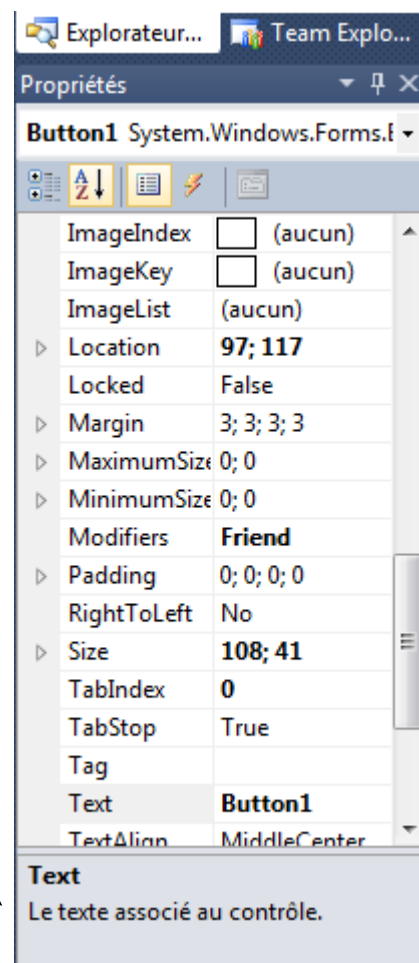 Explorateur... Team Explo...
Propriétés
Button1 System.Windows.Forms.
ImageIndex (aucun)
ImageKey (aucun)
ImageList (aucun)
Location 97; 117
Locked False
Margin 3; 3; 3; 3
MaximumSize 0; 0
MinimumSize 0; 0
Modifiers Friend
Padding 0; 0; 0; 0
RightToLeft No
Size 108; 41
TabIndex 0
TabStop True
Tag
Text Button1
TextAlign MiddleCenter
Text
Le texte associé au contrôle.